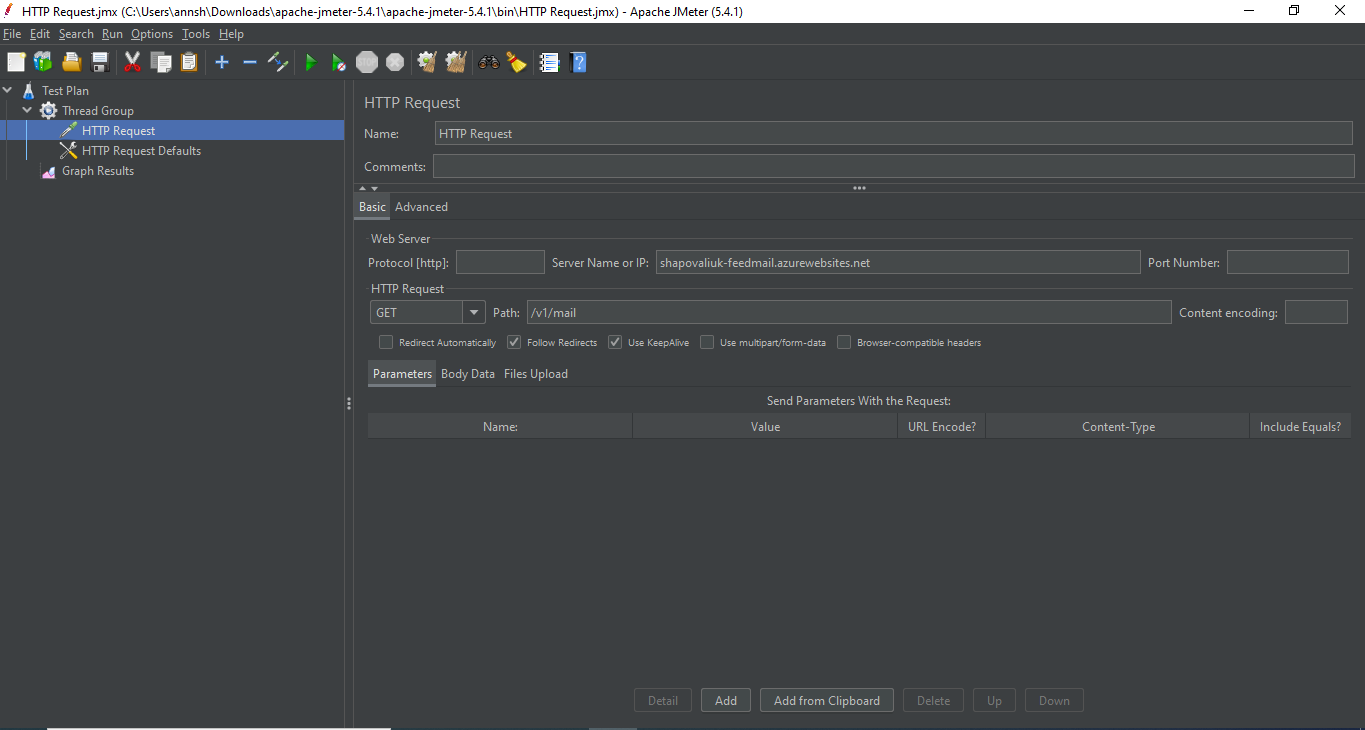 HTTP Request.jmx (C:\Users\annsh\Downloads\apache-jmeter-5.4.1\apache-jmeter-5.4.1\bin\HTTP Request.jmx) - Apache JMeter (5.4.1)
File Edit Search Run Options Tools Help
STOP
Test Plan
Thread Group
HTTP Request
HTTP Request Defaults
Graph Results
HTTP Request
Name: HTTP Request
Comments:
Basic Advanced
Web Server
Protocol [http]: Server Name or IP: shapovaliuk-feedmail.azurewebsites.net Port Number:
HTTP Request
GET Path: /v1/mail Content encoding:
Redirect Automatically Follow Redirects Use KeepAlive Use multipart/form-data Browser-compatible headers
Parameters Body Data Files Upload
Send Parameters With the Request:
Name: Value URL Encode? Content-Type Include Equals?
Detail Add Add from Clipboard Delete Up Down